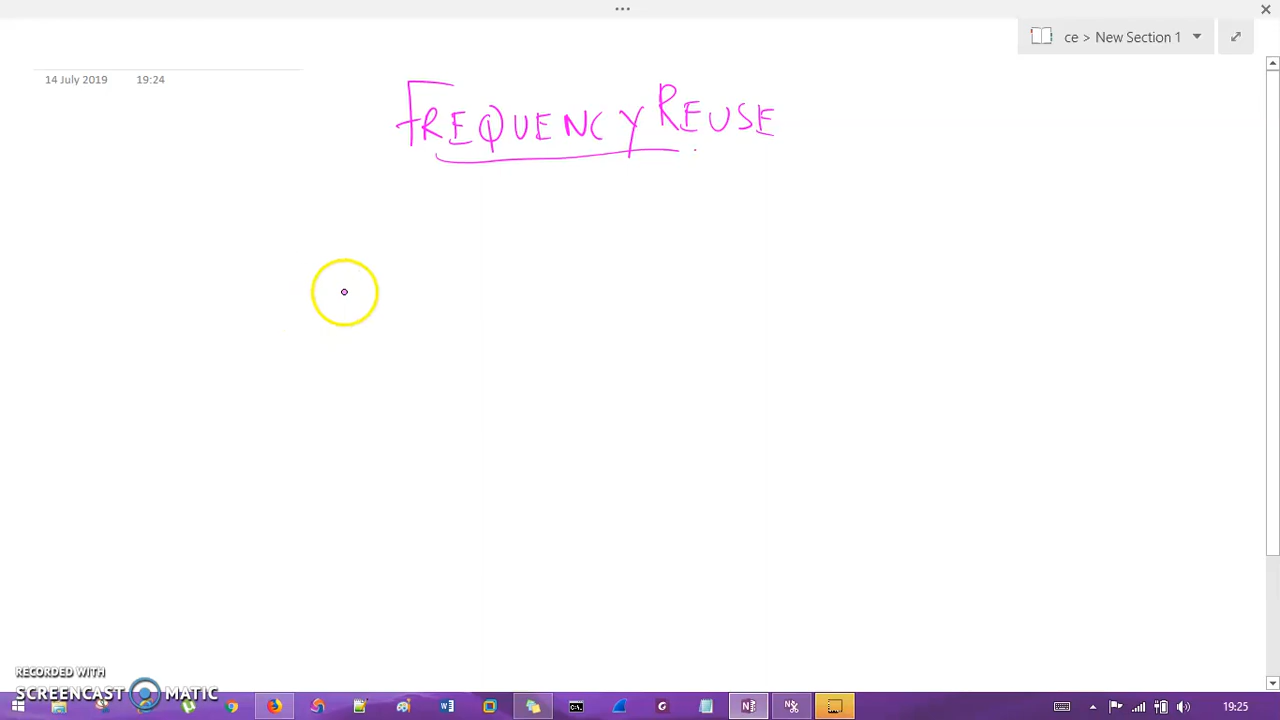 ...
ce > New Section 1
14 July 2019 19:24
FREQUENCY REUSE
RECORDED WITH
SCREENCAST MATIC
19:25